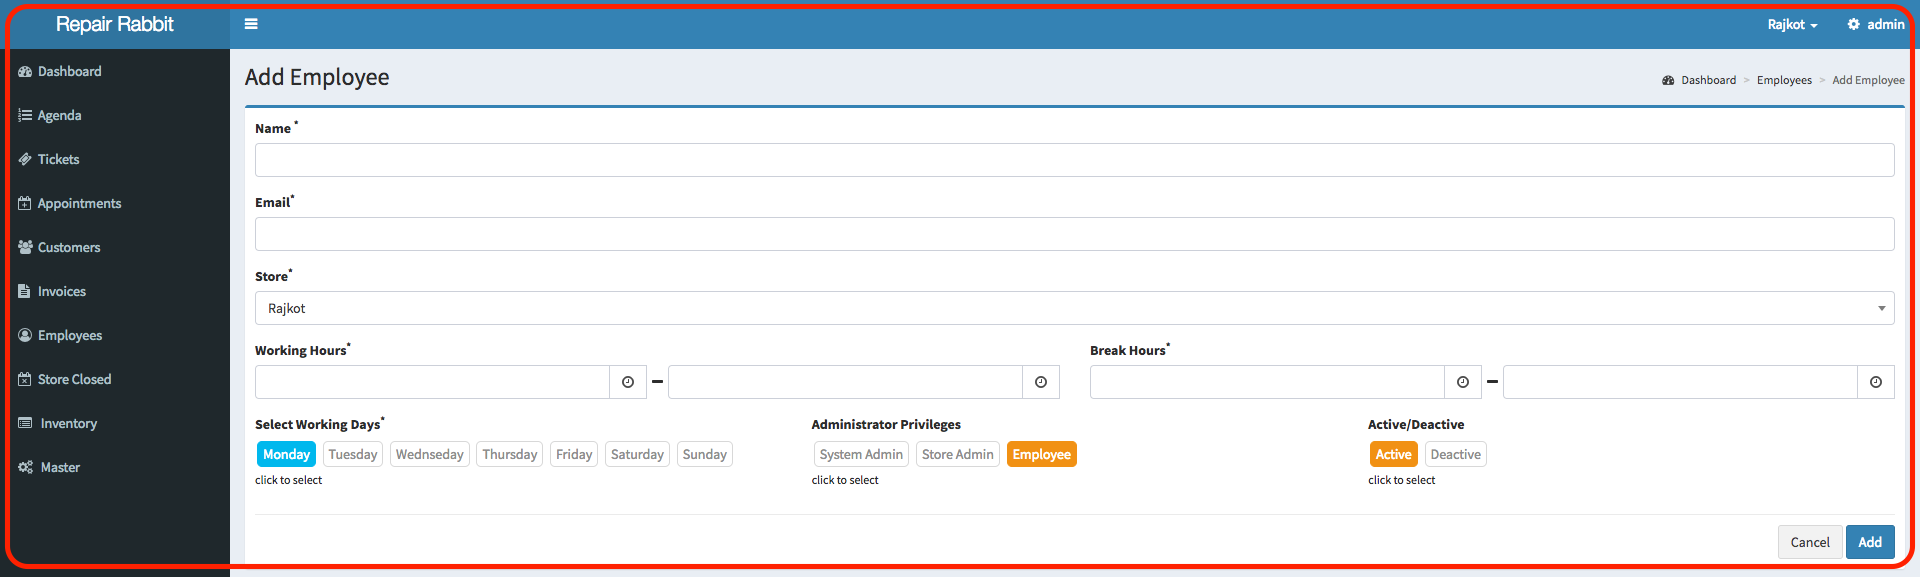 Repair Rabbit
Rajkot
admin
Dashboard
Agenda
Tickets
Appointments
Customers
Invoices
Employees
Store Closed
Inventory
Master
Add Employee
Dashboard > Employees > Add Employee
Name *
Email*
Store*
Rajkot
Working Hours*
Break Hours*
Select Working Days*
Monday Tuesday Wednseday Thursday Friday Saturday Sunday
click to select
Administrator Privileges
System Admin Store Admin Employee
click to select
Active/Deactive
Active Deactive
click to select
Cancel Add